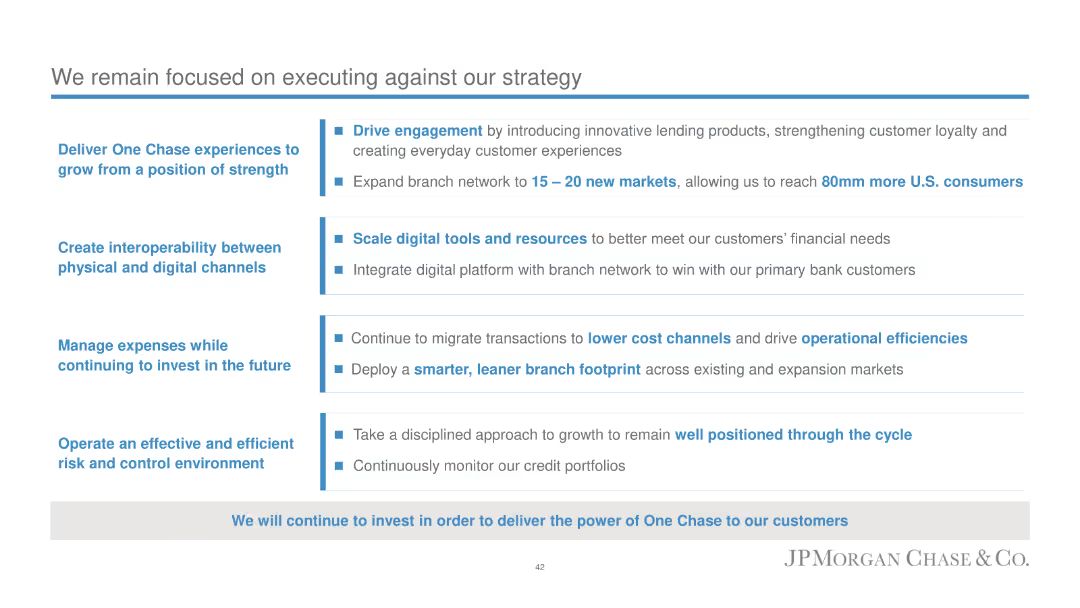 We remain focused on executing against our strategy
Deliver One Chase experiences to
grow from a position of strength
■ Drive engagement by introducing innovative lending products, strengthening customer loyalty and
creating everyday customer experiences
■ Expand branch network to 15 – 20 new markets, allowing us to reach 80mm more U.S. consumers
Create interoperability between
physical and digital channels
■ Scale digital tools and resources to better meet our customers’ financial needs
■ Integrate digital platform with branch network to win with our primary bank customers
Manage expenses while
continuing to invest in the future
■ Continue to migrate transactions to lower cost channels and drive operational efficiencies
■ Deploy a smarter, leaner branch footprint across existing and expansion markets
Operate an effective and efficient
risk and control environment
■ Take a disciplined approach to growth to remain well positioned through the cycle
■ Continuously monitor our credit portfolios
We will continue to invest in order to deliver the power of One Chase to our customers
42
JPMORGAN CHASE & CO.